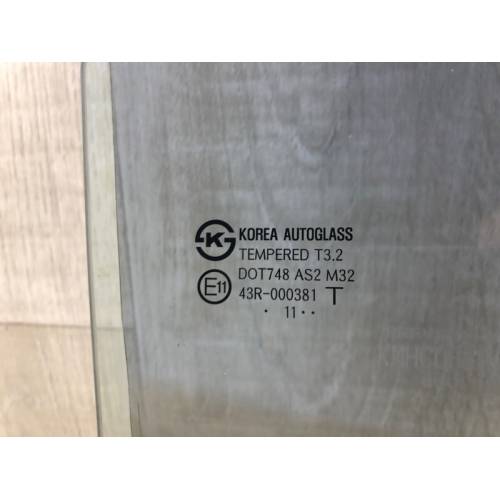 K KOREA AUTOGLASS
TEMPERED T3.2
DOT748 AS2 M32
E11 43R-000381 T
· 11 ··